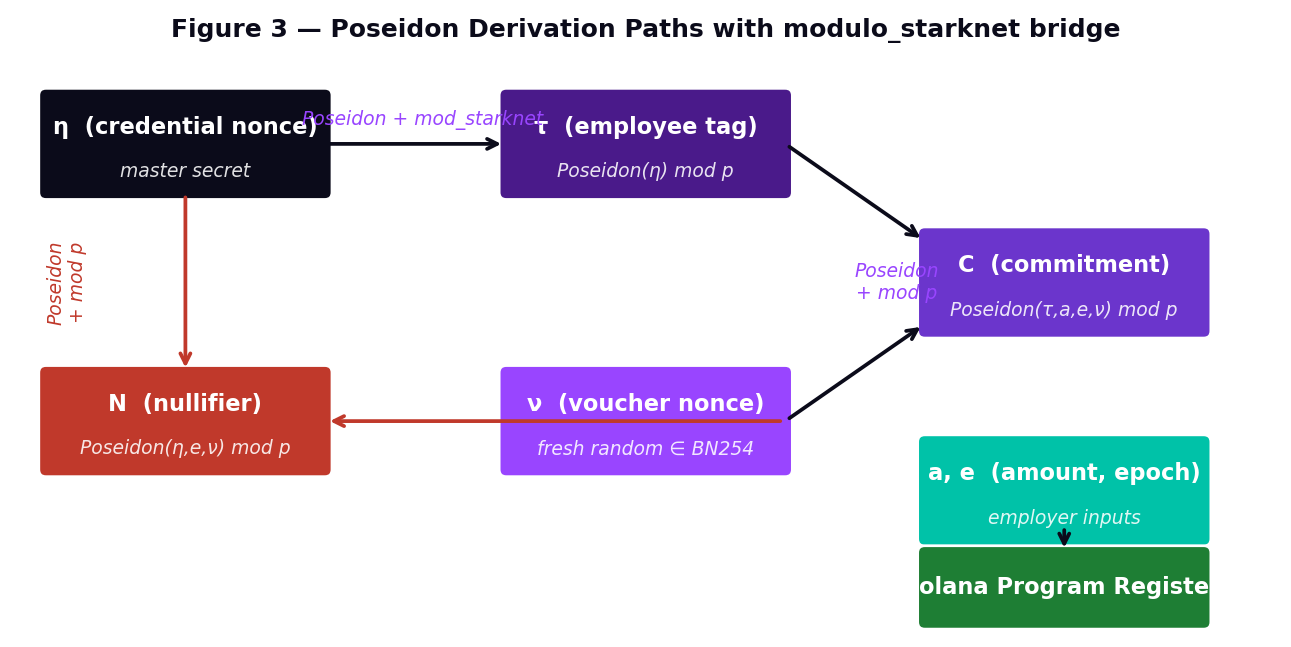 Figure 3 — Poseidon Derivation Paths with modulo_starknet bridge
η (credential nonce)
master secret
Poseidon + mod_starknet
τ (employee tag)
Poseidon(η) mod p
Poseidon
+ mod p
C (commitment)
Poseidon(τ,a,e,ν) mod p
Poseidon
+ mod p
N (nullifier)
Poseidon(η,e,ν) mod p
ν (voucher nonce)
fresh random ∈ BN254
a, e (amount, epoch)
employer inputs
olana Program Registe